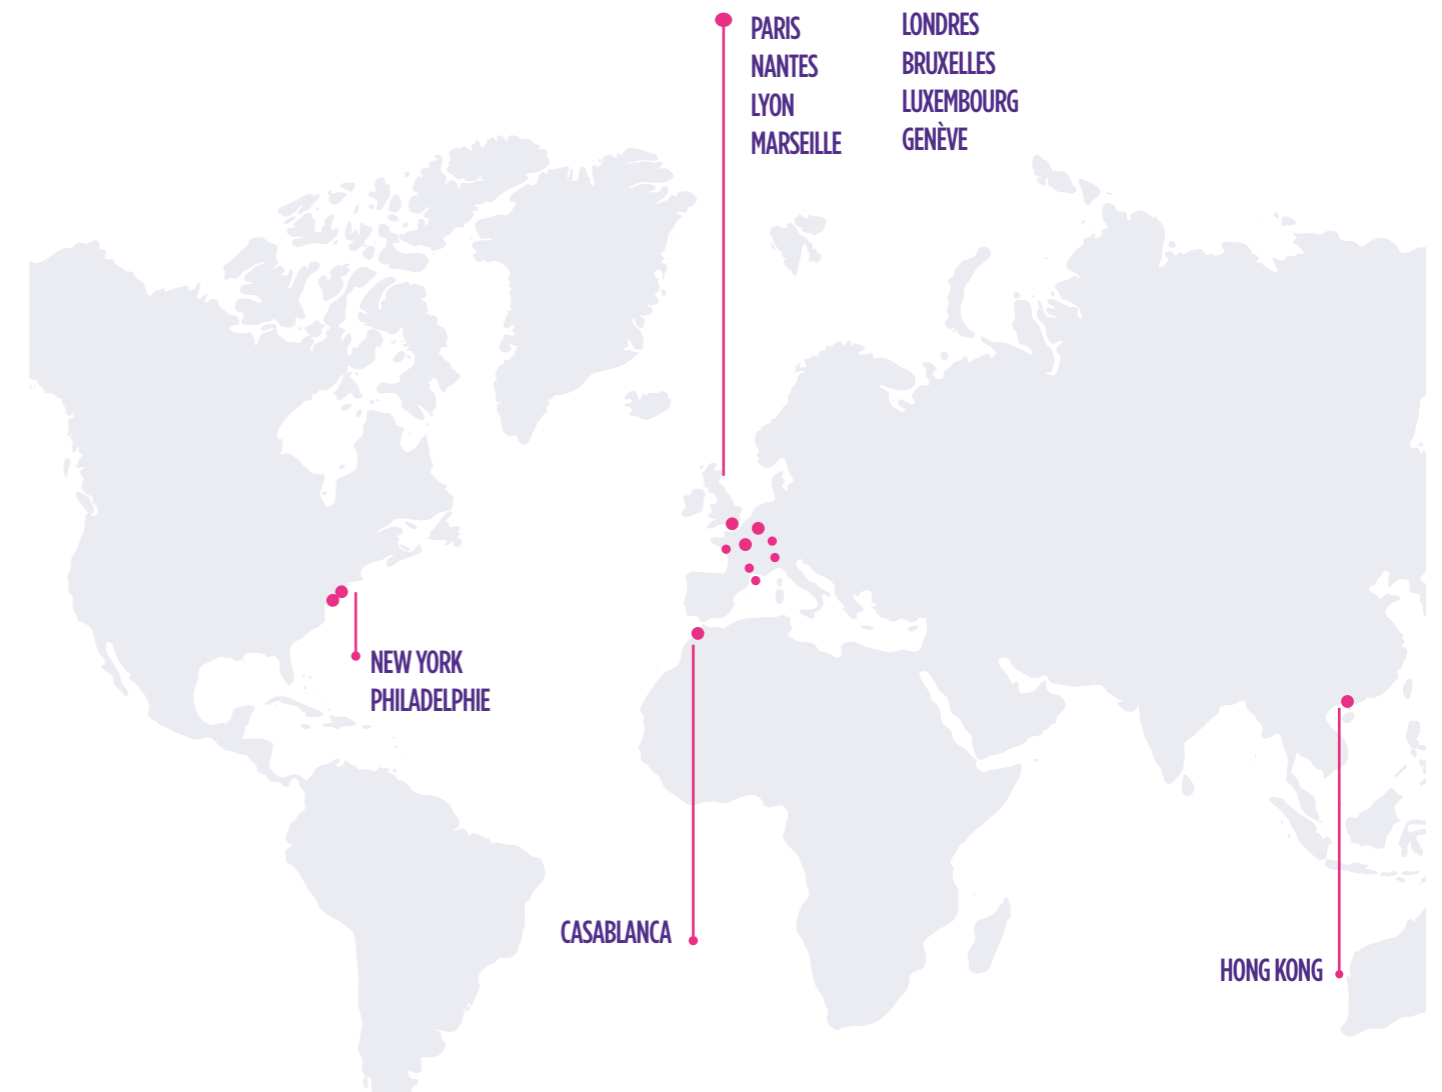 PARIS
NANTES
LYON
MARSEILLE
LONDRES
BRUXELLES
LUXEMBOURG
GENÈVE
NEW YORK
PHILADELPHIE
CASABLANCA
HONG KONG